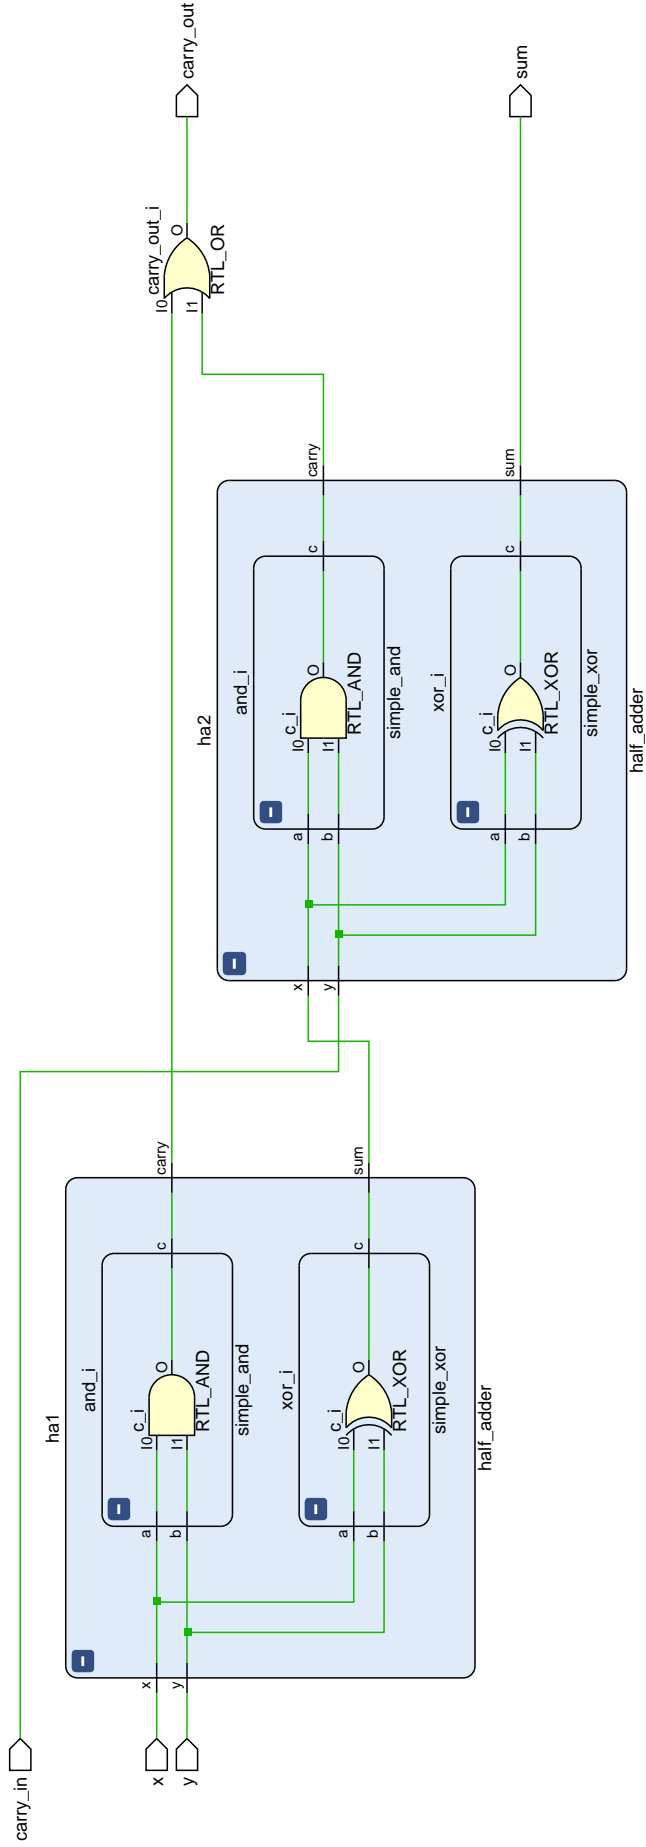 carry_in
x
y
ha1
x
y
and_i
a
b
c_i
I0
I1
O
RTL_AND
c
simple_and
carry
xor_i
a
b
c_i
I0
I1
O
RTL_XOR
c
simple_xor
sum
half_adder
ha2
x
y
and_i
a
b
c_i
I0
I1
O
RTL_AND
c
simple_and
carry
xor_i
a
b
c_i
I0
I1
O
RTL_XOR
c
simple_xor
sum
half_adder
carry_out_i
I0
I1
O
RTL_OR
carry_out
sum